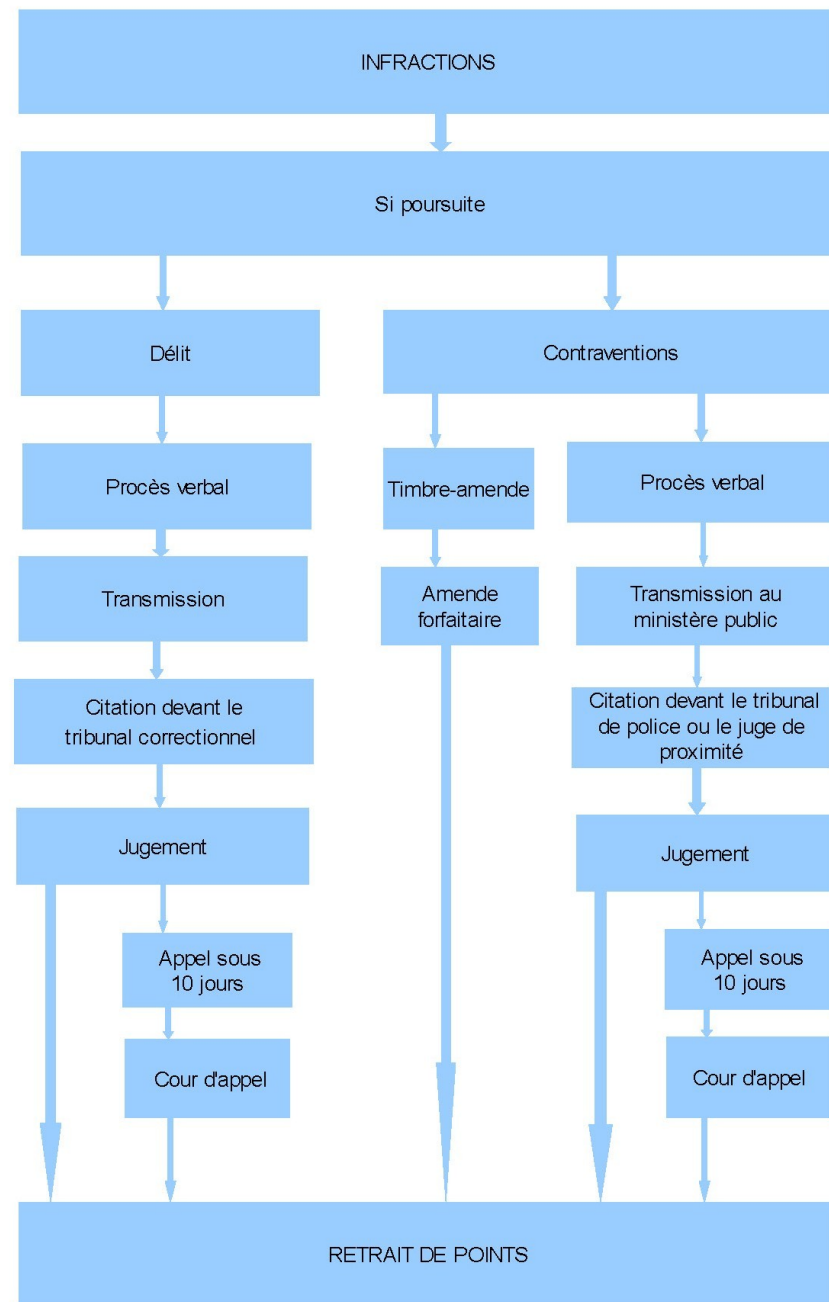 INFRACTIONS
Si poursuite
Délit
Contraventions
Procès verbal
Timbre-amende
Procès verbal
Transmission
Amende
forfaitaire
Transmission au
ministère public
Citation devant le
tribunal correctionnel
Citation devant le tribunal
de police ou le juge de
proximité
Jugement
Jugement
Appel sous
10 jours
Appel sous
10 jours
Cour d'appel
Cour d'appel
RETRAIT DE POINTS